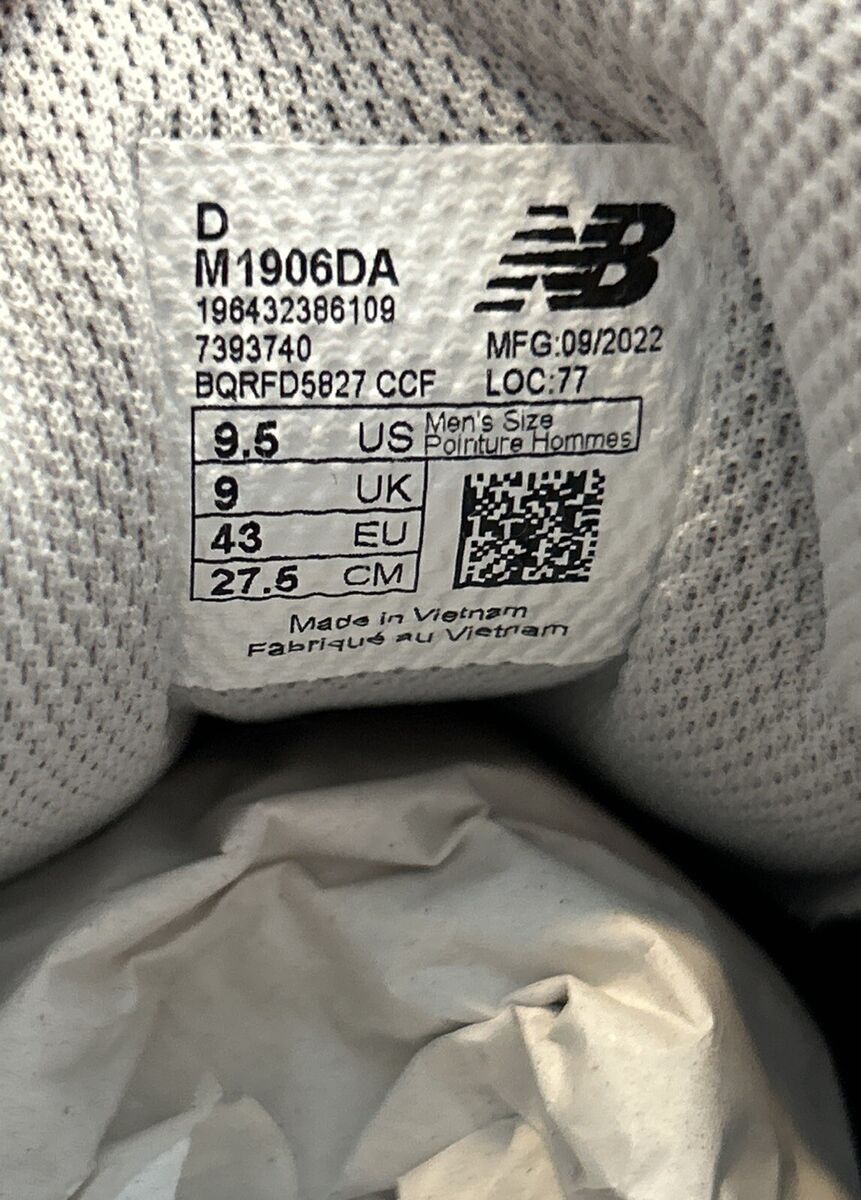 D
M1906DA
196432386109
7393740
BQRFD5827 CCF
NB
MFG:09/2022
LOC:77
9.5 US Men's Size
Pointure Hommes
9 UK
43 EU
27.5 CM
Made in Vietnam
Fabriqué au Vietnam